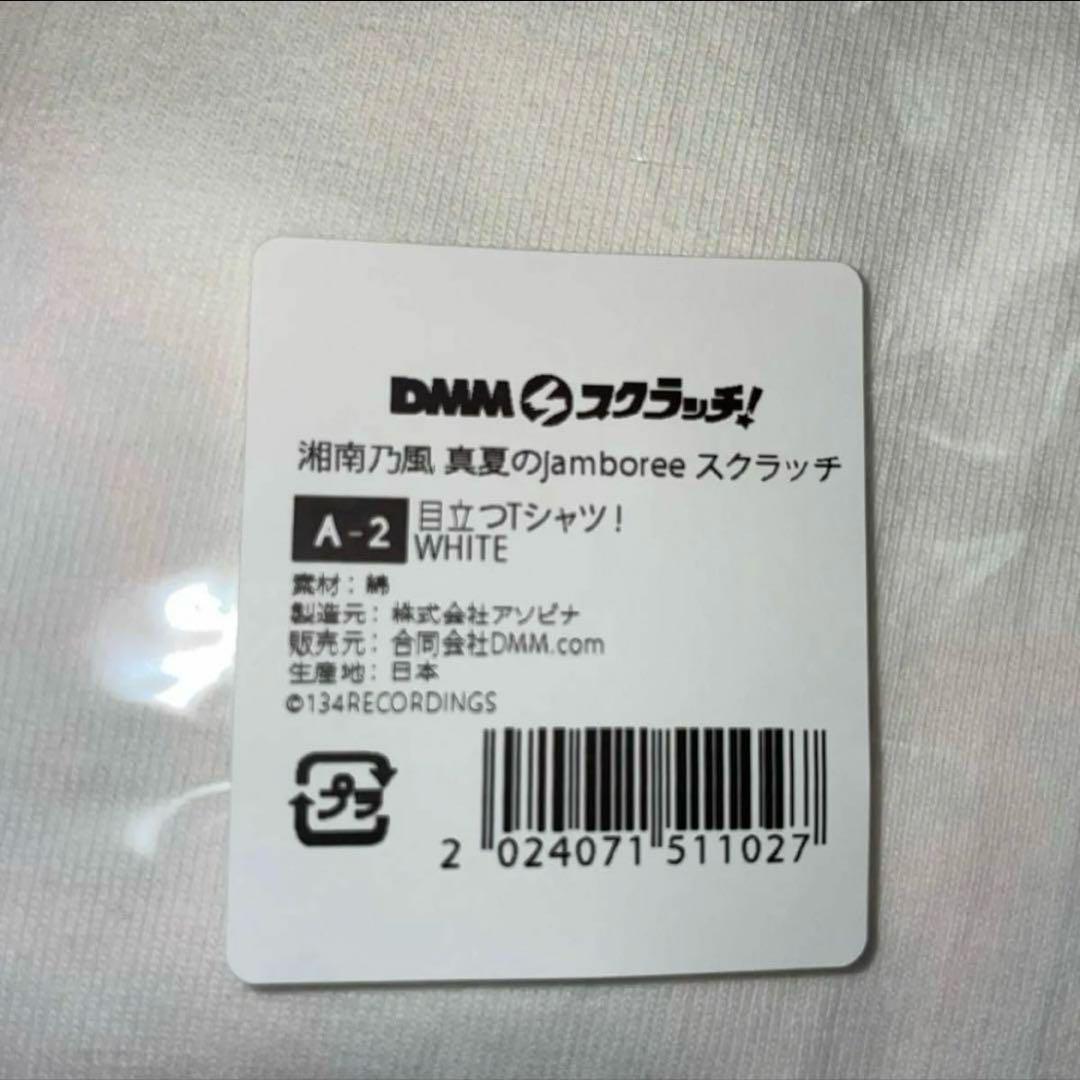 DMM スクラッチ!
湘南乃風 真夏のjamboree スクラッチ
A-2 目立つTシャツ!
WHITE
素材：綿
製造元：株式会社アソビナ
販売元：合同会社DMM.com
生産地：日本
©134RECORDINGS
プラ
2 024071 511027